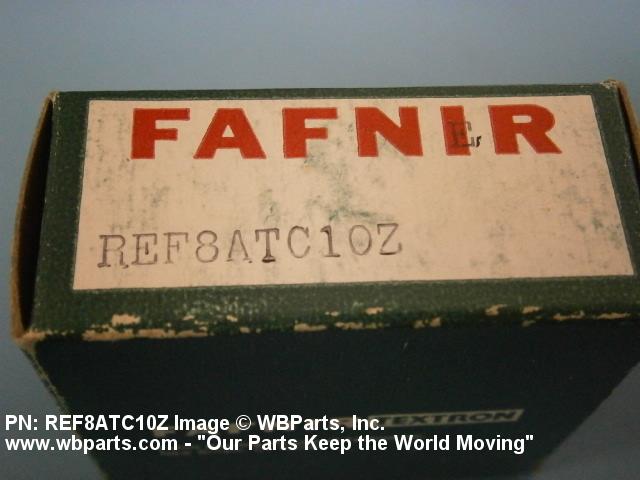 FAFNIR
E,
REF8ATC10Z
TEXTRON
PN: REF8ATC10Z Image © WBParts, Inc.
www.wbparts.com - "Our Parts Keep the World Moving"